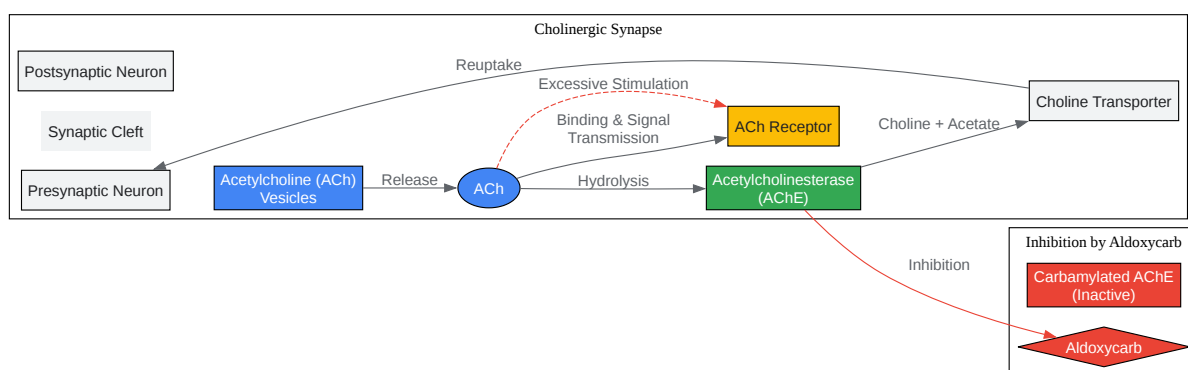 Cholinergic Synapse
Postsynaptic Neuron
Synaptic Cleft
Presynaptic Neuron
Reuptake
Excessive Stimulation
Binding & Signal
Transmission
ACh Receptor
Choline + Acetate
Choline Transporter
Acetylcholine (ACh)
Vesicles
Release
ACh
Hydrolysis
Acetylcholinesterase
(AChE)
Inhibition
Inhibition by Aldoxycarb
Carbamylated AChE
(Inactive)
Aldoxycarb